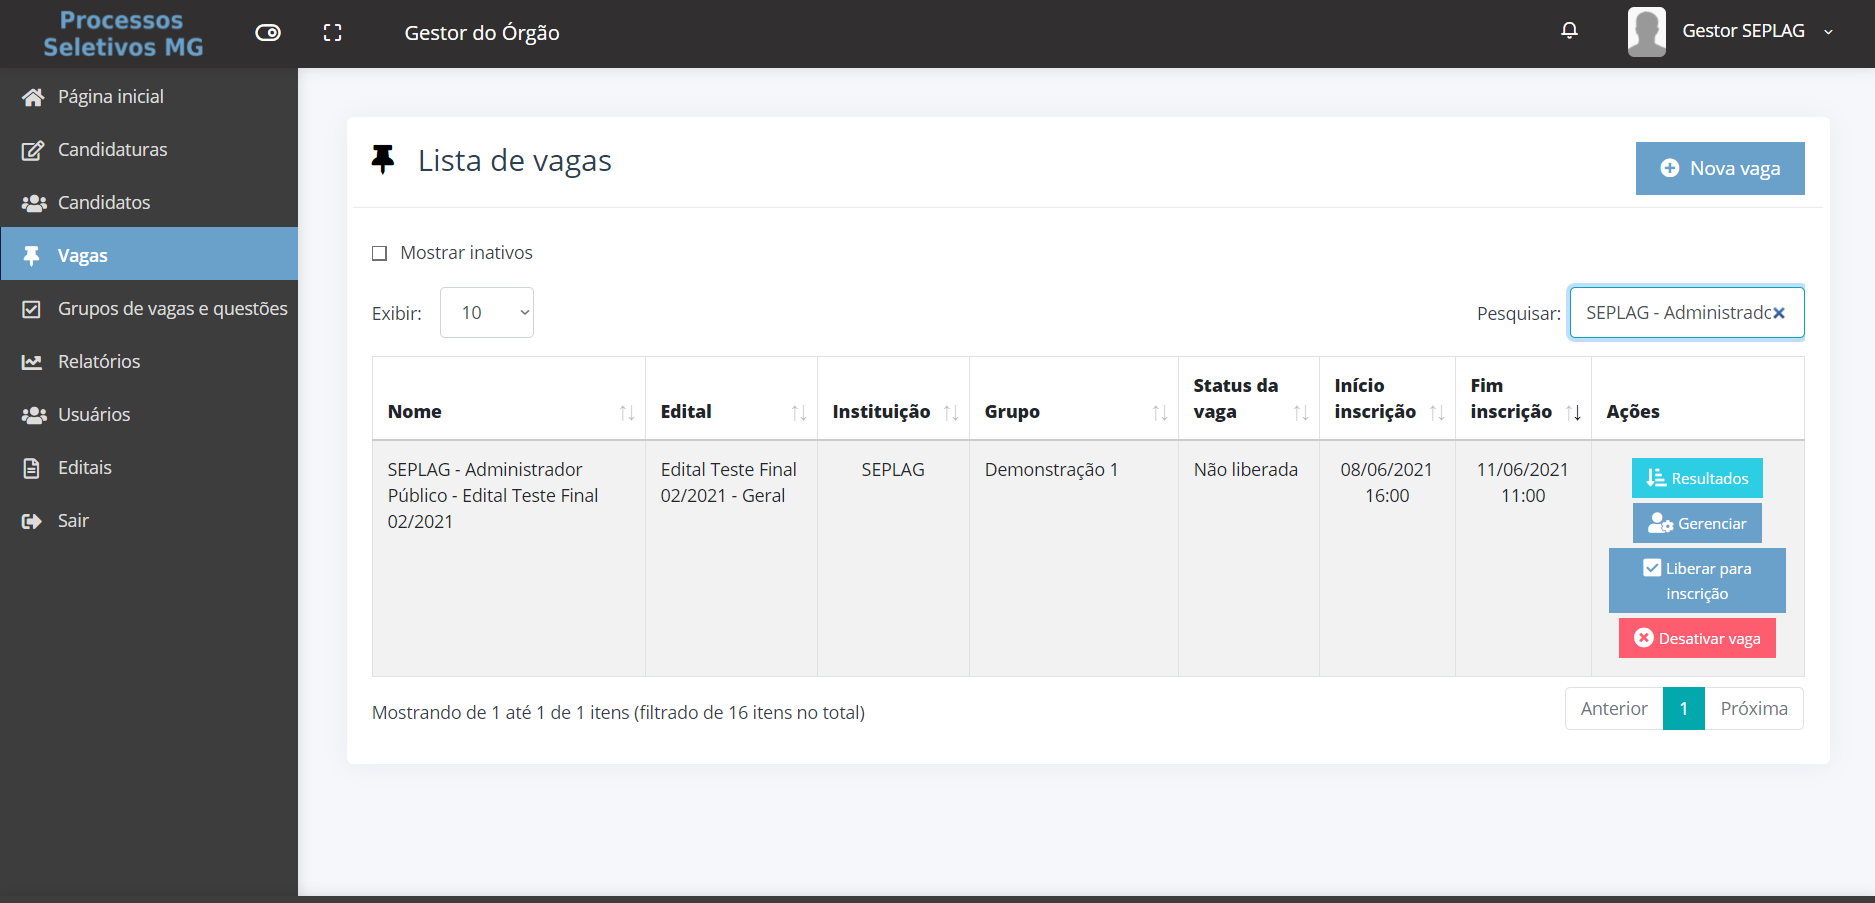 Processos
Seletivos MG
Gestor do Órgão
Gestor SEPLAG
Página inicial
Candidaturas
Candidatos
Vagas
Grupos de vagas e questões
Relatórios
Usuários
Editais
Sair
Lista de vagas
Nova vaga
Mostrar inativos
Exibir: 10
Pesquisar: SEPLAG - Administrado
Nome
Edital
Instituição
Grupo
Status da
vaga
Início
inscrição
Fim
inscrição
Ações
SEPLAG - Administrador
Público - Edital Teste Final
02/2021
Edital Teste Final
02/2021 - Geral
SEPLAG
Demonstração 1
Não liberada
08/06/2021
16:00
11/06/2021
11:00
Resultados
Gerenciar
Liberar para
inscrição
Desativar vaga
Mostrando de 1 até 1 de 1 itens (filtrado de 16 itens no total)
Anterior 1 Próxima